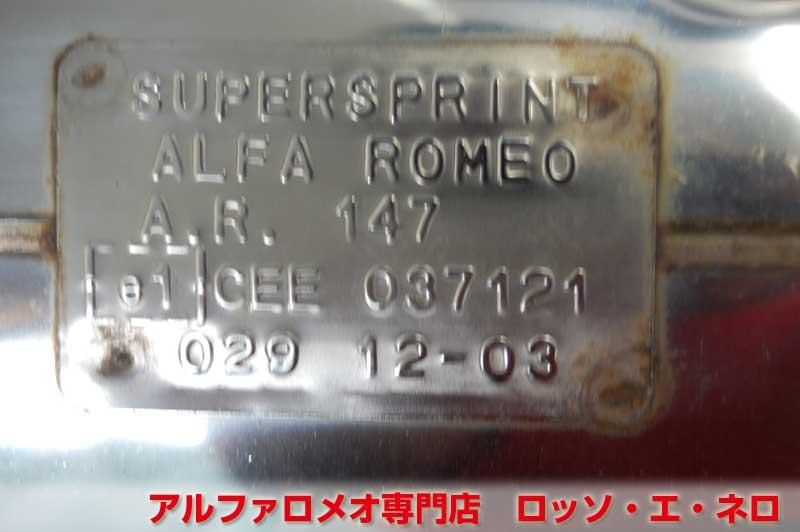 SUPERSPRINT
ALFA ROMEO
A.R. 147
e1 CEE 037121
029 12-03
アルファロメオ専門店　ロッソ・エ・ネロ